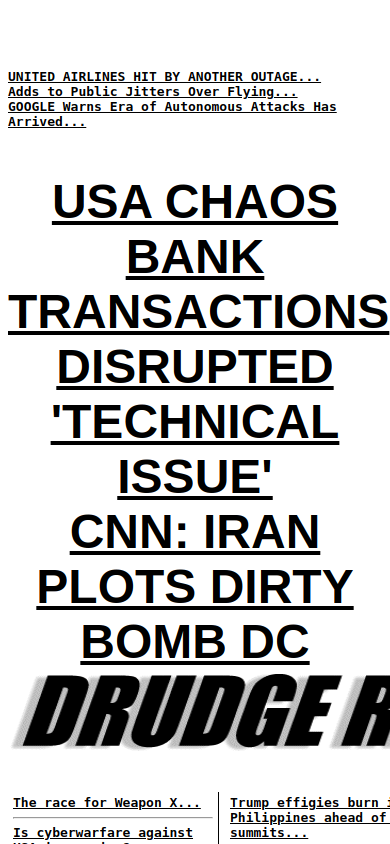 UNITED AIRLINES HIT BY ANOTHER OUTAGE...
Adds to Public Jitters Over Flying...
GOOGLE Warns Era of Autonomous Attacks Has
Arrived...
USA CHAOS
BANK
TRANSACTIONS
DISRUPTED
'TECHNICAL
ISSUE'
CNN: IRAN
PLOTS DIRTY
BOMB DC
DRUDGE R
The race for Weapon X...
Is cyberwarfare against
Trump effigies burn i
Philippines ahead of
summits...